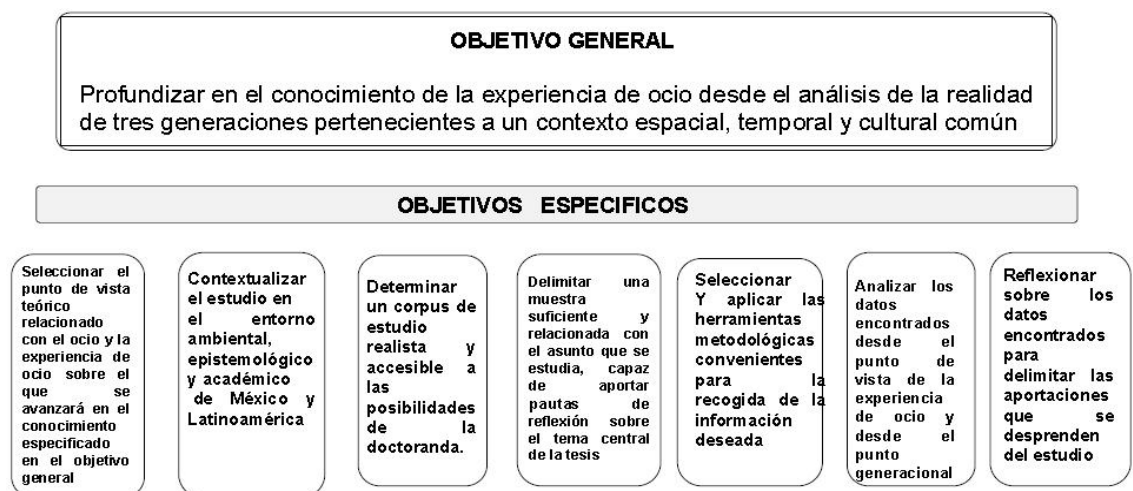 OBJETIVO GENERAL
Profundizar en el conocimiento de la experiencia de ocio desde el análisis de la realidad
de tres generaciones pertenecientes a un contexto espacial, temporal y cultural común
OBJETIVOS ESPECIFICOS
Seleccionar el
punto de vista
teórico
relacionado
con el ocio y la
experiencia de
ocio sobre el
que se
avanzará en el
conocimiento
especificado
en el objetivo
general
Contextualizar
el estudio en
el entorno
ambiental,
epistemológico
y académico
de México y
Latinoamérica
Determinar
un corpus de
estudio
realista y
accesible a
las
posibilidades
de la
doctoranda.
Delimitar una
muestra
suficiente y
relacionada con
el asunto que se
estudia, capaz
de aportar
pautas de
reflexión sobre
el tema central
de la tesis
Seleccionar
Y aplicar las
herramientas
metodológicas
convenientes
para la
recogida de la
información
deseada
Analizar los
datos
encontrados
desde el
punto de
vista de la
experiencia
de ocio y
desde el
punto
generacional
Reflexionar
sobre los
datos
encontrados
para
delimitar las
aportaciones
que se
desprenden
del estudio